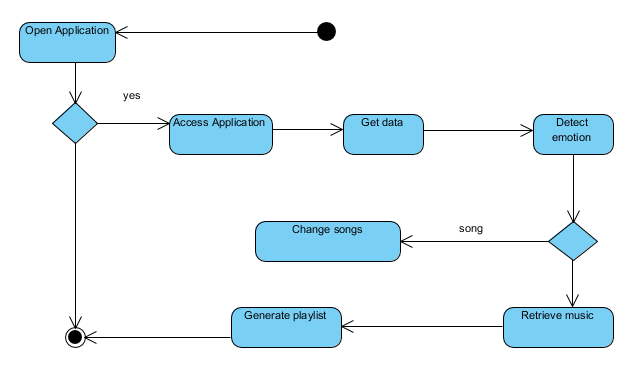 Open Application
yes
Access Application
Get data
Detect
emotion
Change songs
song
Generate playlist
Retrieve music